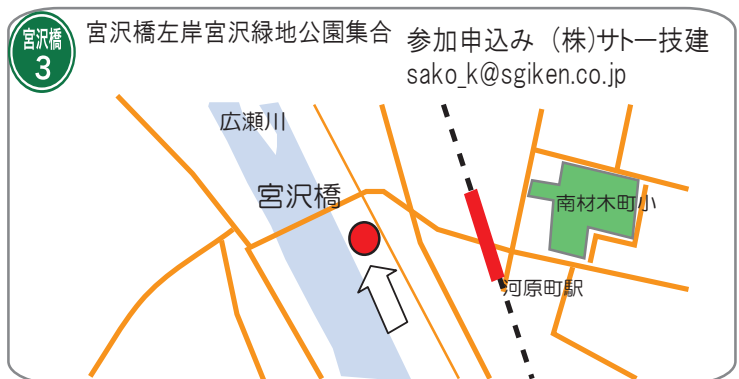 宮沢橋
3
宮沢橋左岸宮沢緑地公園集合
参加申込み (株)サトー技建
sako_k@sgiken.co.jp
広瀬川
宮沢橋
南材木町小
河原町駅